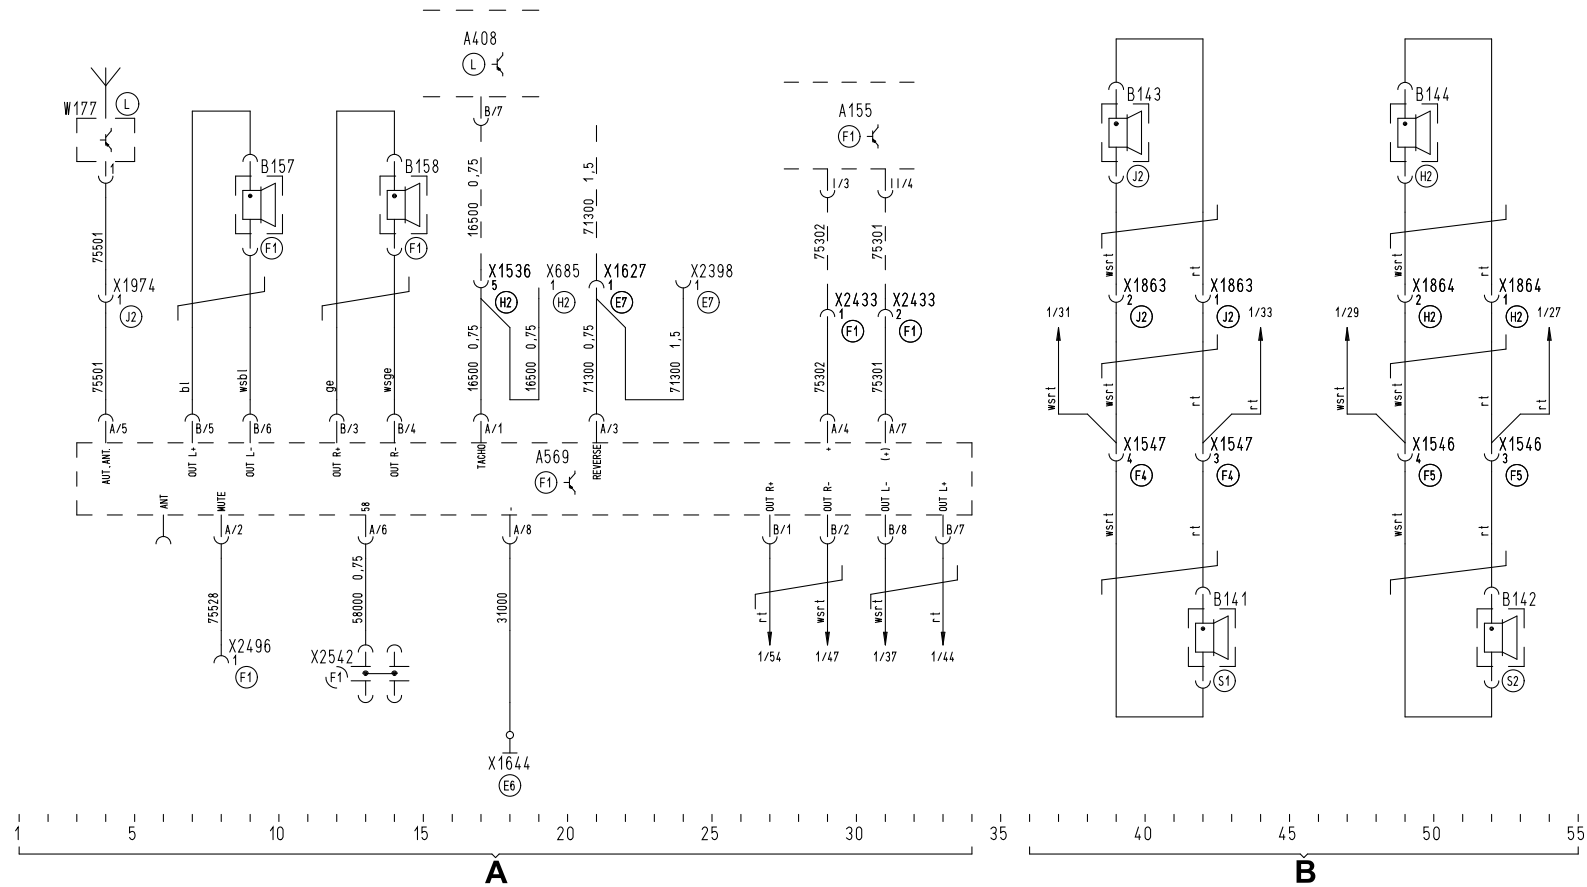 A408
L
B/7
W177
L
1
A155
F1
I/3
II/4
B157
F1
B158
F1
B143
J2
B144
H2
75501
16500 0,75
71300 1,5
75302
75301
X1974
1
J2
X1536
5
H2
X685
1
H2
X1627
1
E7
X2398
1
E7
X2433
1
F1
X2433
2
F1
wsrt
rt
wsrt
rt
X1863
2
J2
X1863
1
J2
X1864
2
H2
X1864
1
H2
1/31
1/33
1/29
1/27
75501
bl
wsbl
ge
wsge
16500 0,75
16500 0,75
71300 0,75
71300 1,5
75302
75301
wsrt
wsrt
rt
rt
wsrt
wsrt
rt
rt
A/5
B/5
B/6
B/3
B/4
A/1
A/3
A/4
A/7
X1547
4
F4
X1547
3
F4
X1546
4
F5
X1546
3
F5
AUT.ANT.
OUT L+
OUT L-
OUT R+
OUT R-
TACHO
A569
F1
REVERSE
+
(+)
ANT
MUTE
58
-
OUT R+
OUT R-
OUT L-
OUT L+
A/2
A/6
A/8
B/1
B/2
B/8
B/7
wsrt
rt
wsrt
rt
75528
58000 0,75
31000
rt
wsrt
wsrt
rt
B141
S1
B142
S2
X2496
1
F1
X2542
F1
1/54
1/47
1/37
1/44
X1644
E6
1 5 10 15 20 25 30 35 40 45 50 55
A B